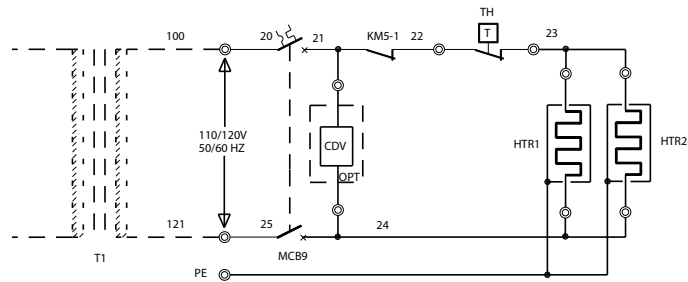 TH
100
20
21
KM5-1
22
T
23
110/120V
50/60 HZ
CDV
OPT
HTR1
HTR2
121
25
24
T1
MCB9
PE